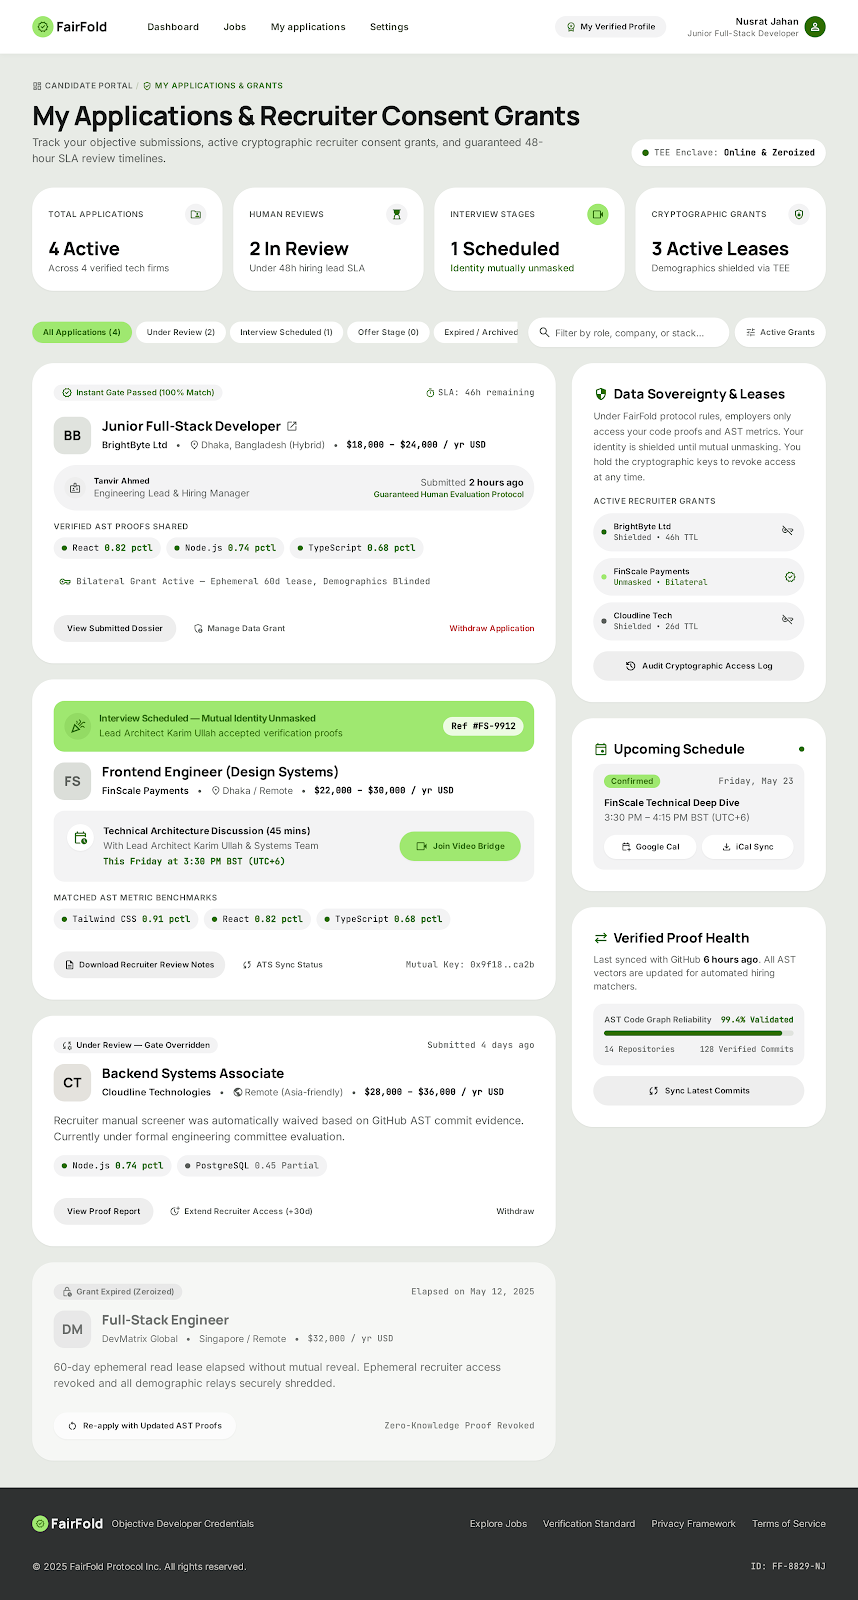 FairFold
Dashboard
Jobs
My applications
Settings
My Verified Profile
Nusrat Jahan
Junior Full-Stack Developer
CANDIDATE PORTAL / MY APPLICATIONS & GRANTS
My Applications & Recruiter Consent Grants
Track your objective submissions, active cryptographic recruiter consent grants, and guaranteed 48-
hour SLA review timelines.
TEE Enclave: Online & Zeroized
TOTAL APPLICATIONS
4 Active
Across 4 verified tech firms
HUMAN REVIEWS
2 In Review
Under 48h hiring lead SLA
INTERVIEW STAGES
1 Scheduled
Identity mutually unmasked
CRYPTOGRAPHIC GRANTS
3 Active Leases
Demographics shielded via TEE
All Applications (4)
Under Review (2)
Interview Scheduled (1)
Offer Stage (0)
Expired / Archived
Filter by role, company, or stack...
Active Grants
Instant Gate Passed (100% Match)
SLA: 46h remaining
BB
Junior Full-Stack Developer
BrightByte Ltd • Dhaka, Bangladesh (Hybrid) • $18,000 – $24,000 / yr USD
Tanvir Ahmed
Engineering Lead & Hiring Manager
Submitted 2 hours ago
Guaranteed Human Evaluation Protocol
VERIFIED AST PROOFS SHARED
React 0.82 pctl
Node.js 0.74 pctl
TypeScript 0.68 pctl
Bilateral Grant Active — Ephemeral 60d lease, Demographics Blinded
View Submitted Dossier
Manage Data Grant
Withdraw Application
Interview Scheduled — Mutual Identity Unmasked
Lead Architect Karim Ullah accepted verification proofs
Ref #FS-9912
FS
Frontend Engineer (Design Systems)
FinScale Payments • Dhaka / Remote • $22,000 – $30,000 / yr USD
Technical Architecture Discussion (45 mins)
With Lead Architect Karim Ullah & Systems Team
This Friday at 3:30 PM BST (UTC+6)
Join Video Bridge
MATCHED AST METRIC BENCHMARKS
Tailwind CSS 0.91 pctl
React 0.82 pctl
TypeScript 0.68 pctl
Download Recruiter Review Notes
ATS Sync Status
Mutual Key: 0x9f18..ca2b
Under Review — Gate Overridden
Submitted 4 days ago
CT
Backend Systems Associate
Cloudline Technologies • Remote (Asia-friendly) • $28,000 – $36,000 / yr USD
Recruiter manual screener was automatically waived based on GitHub AST commit evidence.
Currently under formal engineering committee evaluation.
Node.js 0.74 pctl
PostgreSQL 0.45 Partial
View Proof Report
Extend Recruiter Access (+30d)
Withdraw
Grant Expired (Zeroized)
Elapsed on May 12, 2025
DM
Full-Stack Engineer
DevMatrix Global • Singapore / Remote • $32,000 / yr USD
60-day ephemeral read lease elapsed without mutual reveal. Ephemeral recruiter access
revoked and all demographic relays securely shredded.
Re-apply with Updated AST Proofs
Zero-Knowledge Proof Revoked
Data Sovereignty & Leases
Under FairFold protocol rules, employers only
access your code proofs and AST metrics. Your
identity is shielded until mutual unmasking. You
hold the cryptographic keys to revoke access
at any time.
ACTIVE RECRUITER GRANTS
BrightByte Ltd
Shielded • 46h TTL
FinScale Payments
Unmasked • Bilateral
Cloudline Tech
Shielded • 26d TTL
Audit Cryptographic Access Log
Upcoming Schedule
Confirmed
Friday, May 23
FinScale Technical Deep Dive
3:30 PM – 4:15 PM BST (UTC+6)
Google Cal
iCal Sync
Verified Proof Health
Last synced with GitHub 6 hours ago. All AST
vectors are updated for automated hiring
matchers.
AST Code Graph Reliability 99.4% Validated
14 Repositories
128 Verified Commits
Sync Latest Commits
FairFold
Objective Developer Credentials
Explore Jobs
Verification Standard
Privacy Framework
Terms of Service
© 2025 FairFold Protocol Inc. All rights reserved.
ID: FF-8829-NJ